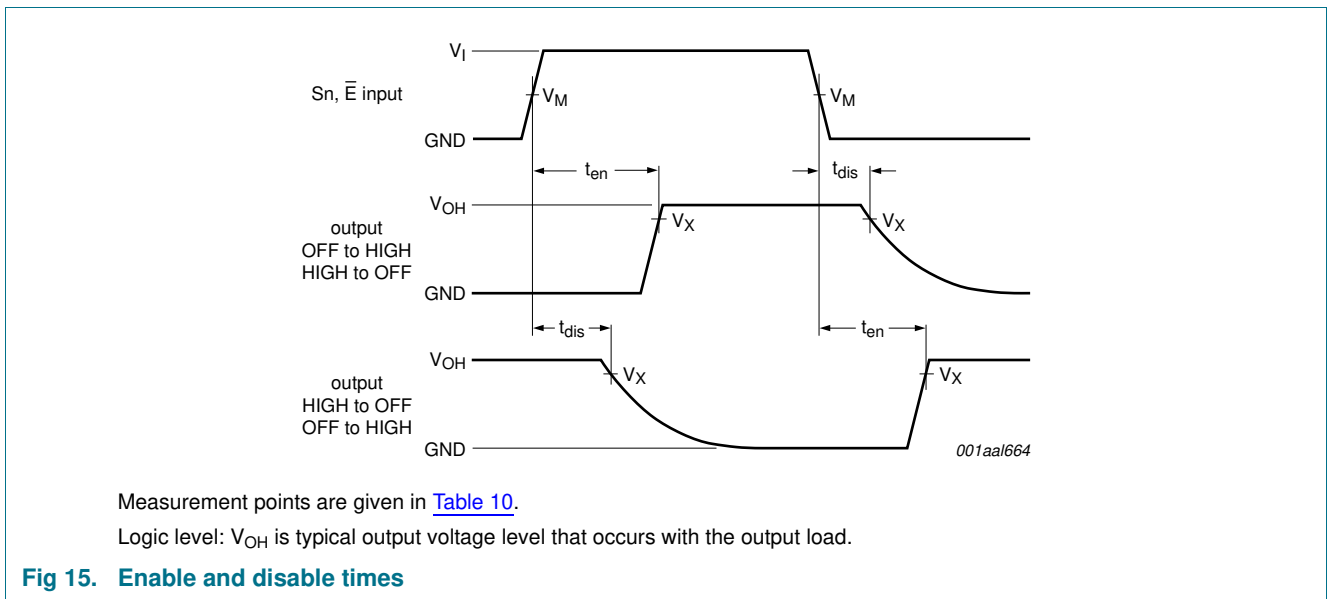 V_I
Sn, E̅ input
V_M
V_M
GND
t_en
t_dis
V_OH
V_X
V_X
output
OFF to HIGH
HIGH to OFF
GND
t_dis
t_en
V_OH
V_X
V_X
output
HIGH to OFF
OFF to HIGH
GND
001aal664
Measurement points are given in Table 10.
Logic level: V_OH is typical output voltage level that occurs with the output load.
Fig 15. Enable and disable times